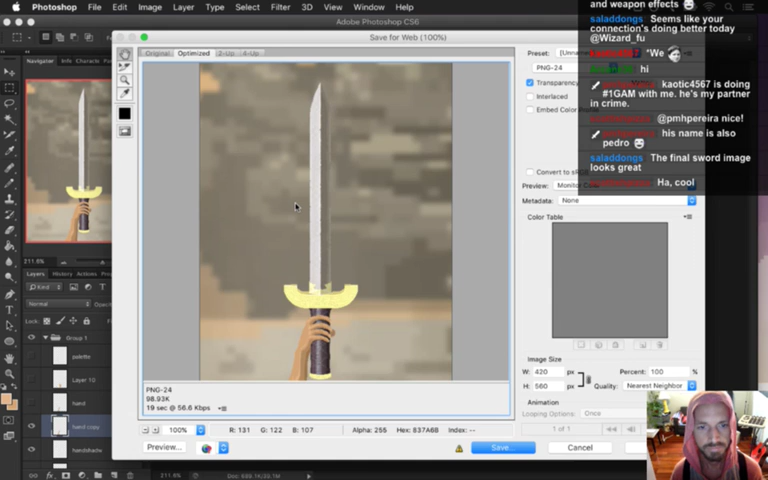 Photoshop File Edit Image Layer Type Select Filter 3D View Window Help
Adobe Photoshop CS6
Save for Web (100%)
and weapon effects
saladdongs Seems like your
connection's doing better today
@Wizard_fu
"We
hi
kaotic4567 is doing
#1GAM with me. he's my partner
in crime.
@pmhpereira nice!
his name is also
pedro
saladdongs The final sword image
looks great
Ha, cool
Navigator Info
211.8%
Layers History Actions
Kind
Normal
Lock:
Group 1
palette
Layer 10
hand
hand copy
handshadow
Original Optimized 2-Up 4-Up
PNG-24
98.93K
19 sec @ 56.6 Kbps
100% R: 131 G: 122 B: 107 Alpha: 255 Hex: 837A6B Index: --
Preview... Save... Cancel
Preset:
PNG-24
Transparency
Interlaced
Embed Color
Convert to
Preview:
Metadata: None
Color Table
Image Size
W: 420 px Percent: 100 %
H: 560 px Quality: Nearest Neighbor
Animation
Looping Options: Once
1 of 1